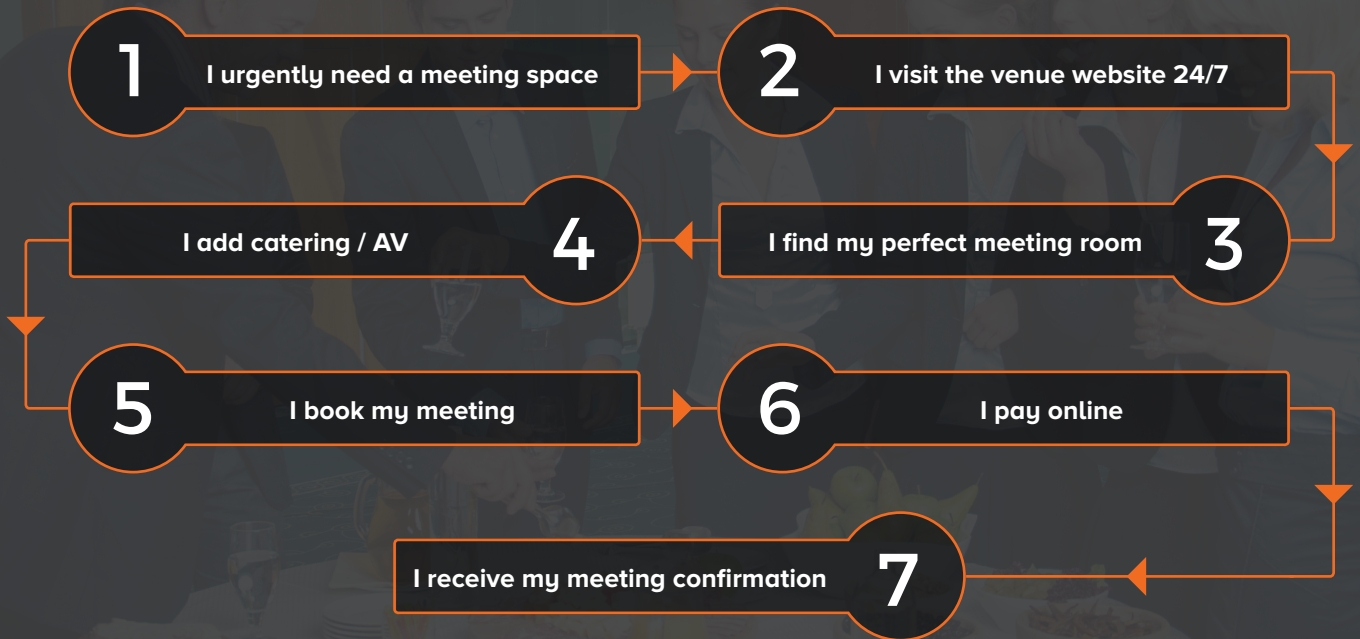 1
I urgently need a meeting space
2
I visit the venue website 24/7
3
I find my perfect meeting room
4
I add catering / AV
5
I book my meeting
6
I pay online
7
I receive my meeting confirmation